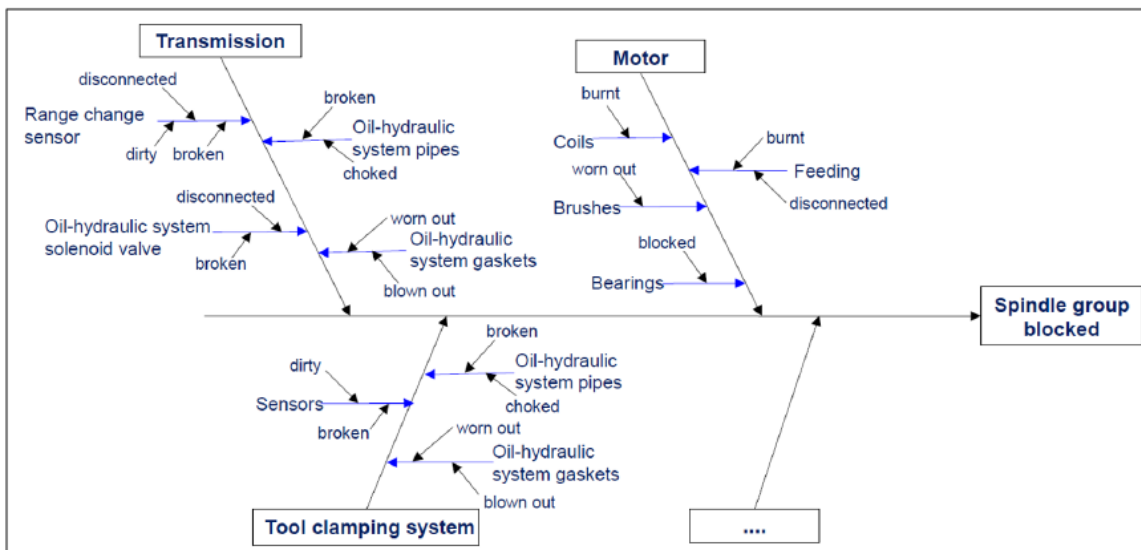 Transmission
disconnected
Range change
sensor
dirty
broken
broken
Oil-hydraulic
system pipes
choked
disconnected
Oil-hydraulic system
solenoid valve
broken
worn out
Oil-hydraulic
system gaskets
blown out
Motor
burnt
Coils
burnt
Feeding
disconnected
worn out
Brushes
blocked
Bearings
Spindle group
blocked
broken
Oil-hydraulic
system pipes
choked
dirty
Sensors
broken
worn out
Oil-hydraulic
system gaskets
blown out
Tool clamping system
....